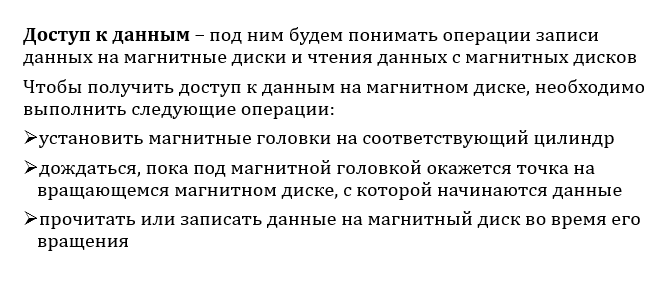 Доступ к данным – под ним будем понимать операции записи
данных на магнитные диски и чтения данных с магнитных дисков
Чтобы получить доступ к данным на магнитном диске, необходимо
выполнить следующие операции:
➢установить магнитные головки на соответствующий цилиндр
➢дождаться, пока под магнитной головкой окажется точка на
вращающемся магнитном диске, с которой начинаются данные
➢прочитать или записать данные на магнитный диск во время его
вращения